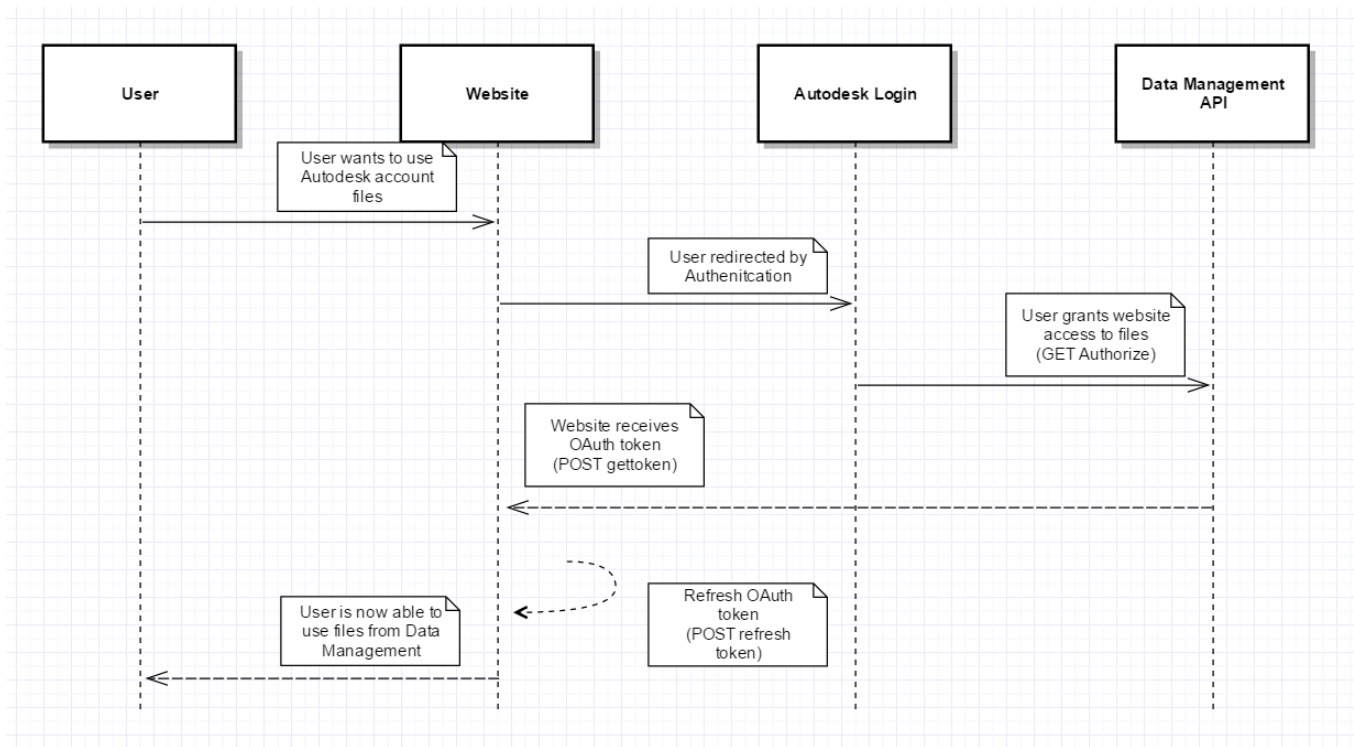 User
Website
Autodesk Login
Data Management
API
User wants to use
Autodesk account
files
User redirected by
Authenitcation
User grants website
access to files
(GET Authorize)
Website receives
OAuth token
(POST gettoken)
Refresh OAuth
token
(POST refresh
token)
User is now able to
use files from Data
Management